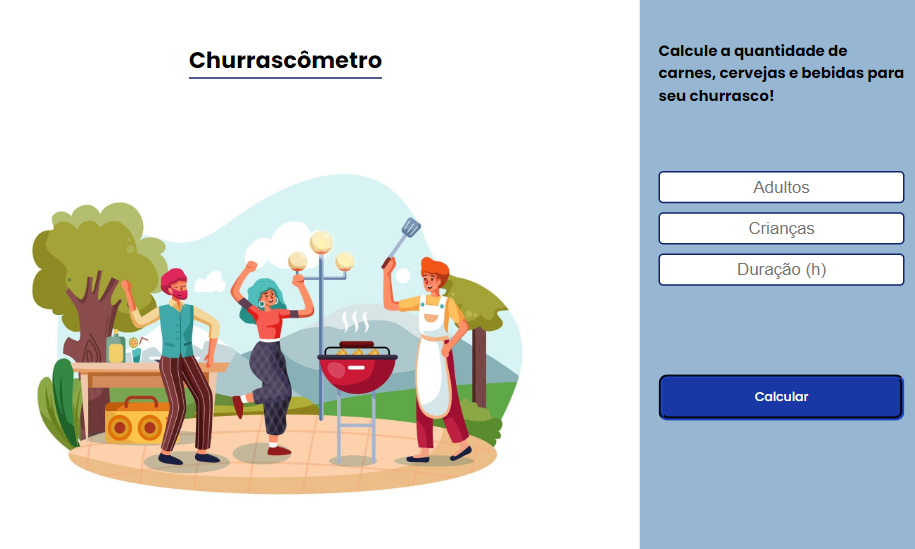 Churrascômetro
Calcule a quantidade de
carnes, cervejas e bebidas para
seu churrasco!
Adultos
Crianças
Duração (h)
Calcular